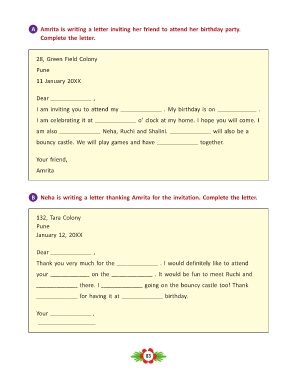 A Amrita is writing a letter inviting her friend to attend her birthday party.
Complete the letter.
28, Green Field Colony
Pune
11 January 20XX
Dear ____________ ,
I am inviting you to attend my ____________ . My birthday is on ____________ .
I am celebrating it at ____________ o' clock at my home. I hope you will come. I
am also ____________ Neha, Ruchi and Shalini. ____________ will also be a
bouncy castle. We will play games and have ____________ together.
Your friend,
Amrita
B Neha is writing a letter thanking Amrita for the invitation. Complete the letter.
132, Tara Colony
Pune
January 12, 20XX
Dear ____________ ,
Thank you very much for the ____________ . I would definitely like to attend
your ____________ on the ____________ . It would be fun to meet Ruchi and
____________ there. I ____________ going on the bouncy castle too! Thank
____________ for having it at ____________ birthday.
Your ____________ ,
____________
83